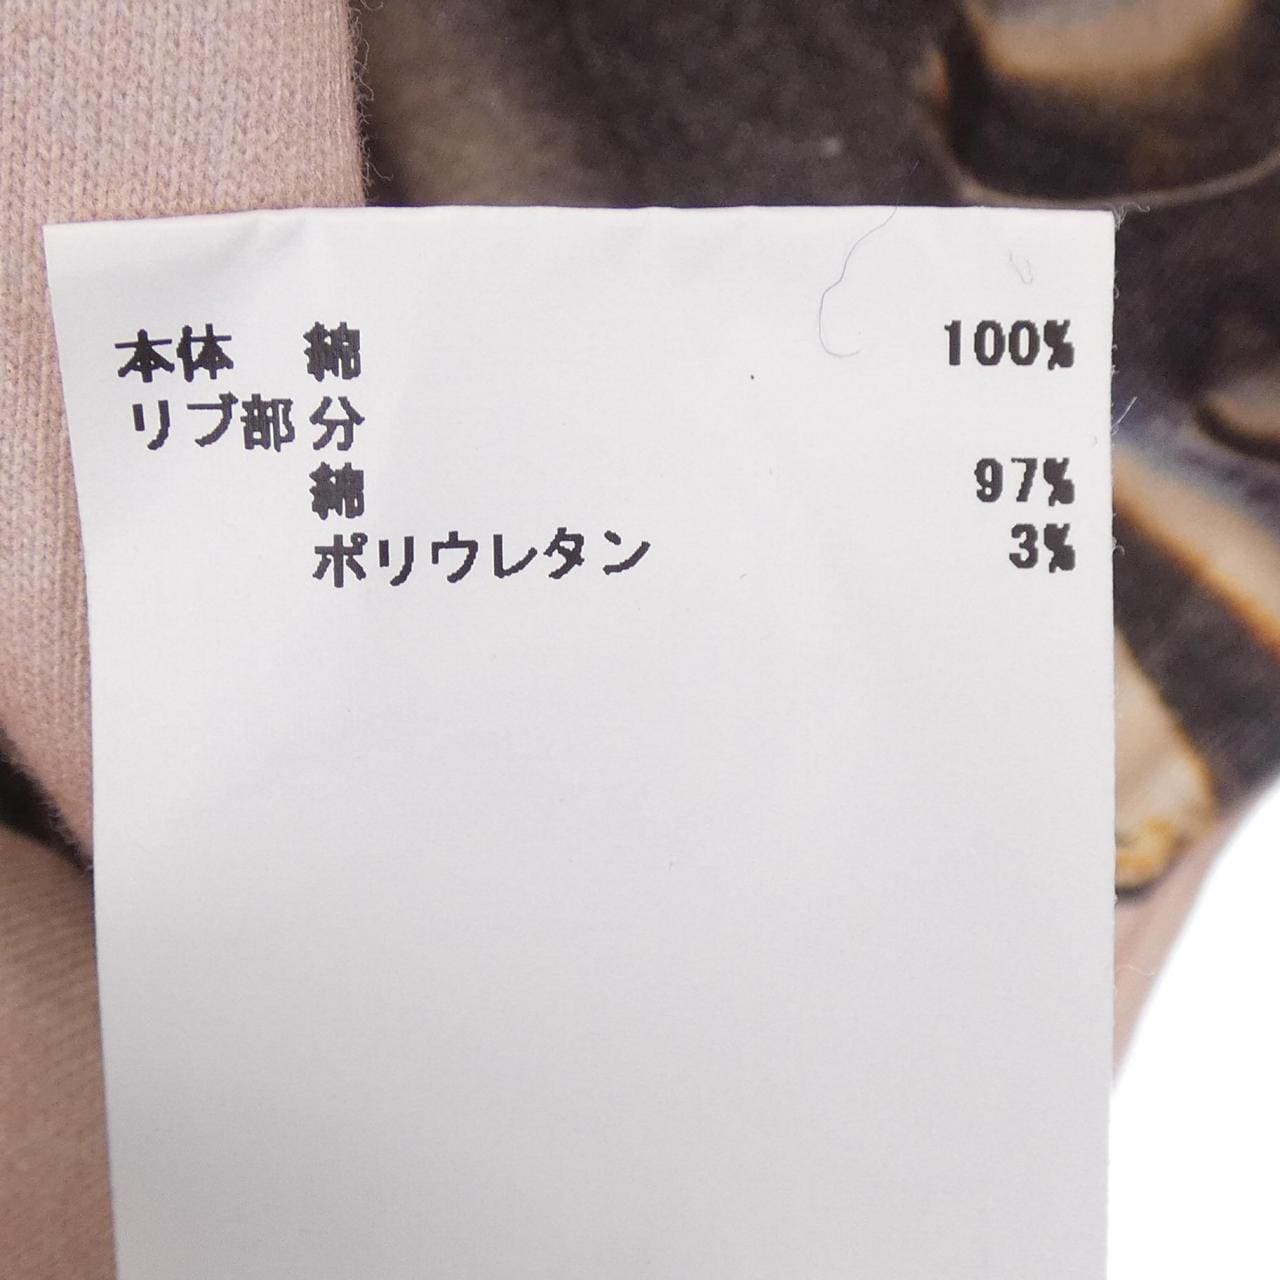 本体 綿 100%
リブ部分
綿 97%
ポリウレタン 3%